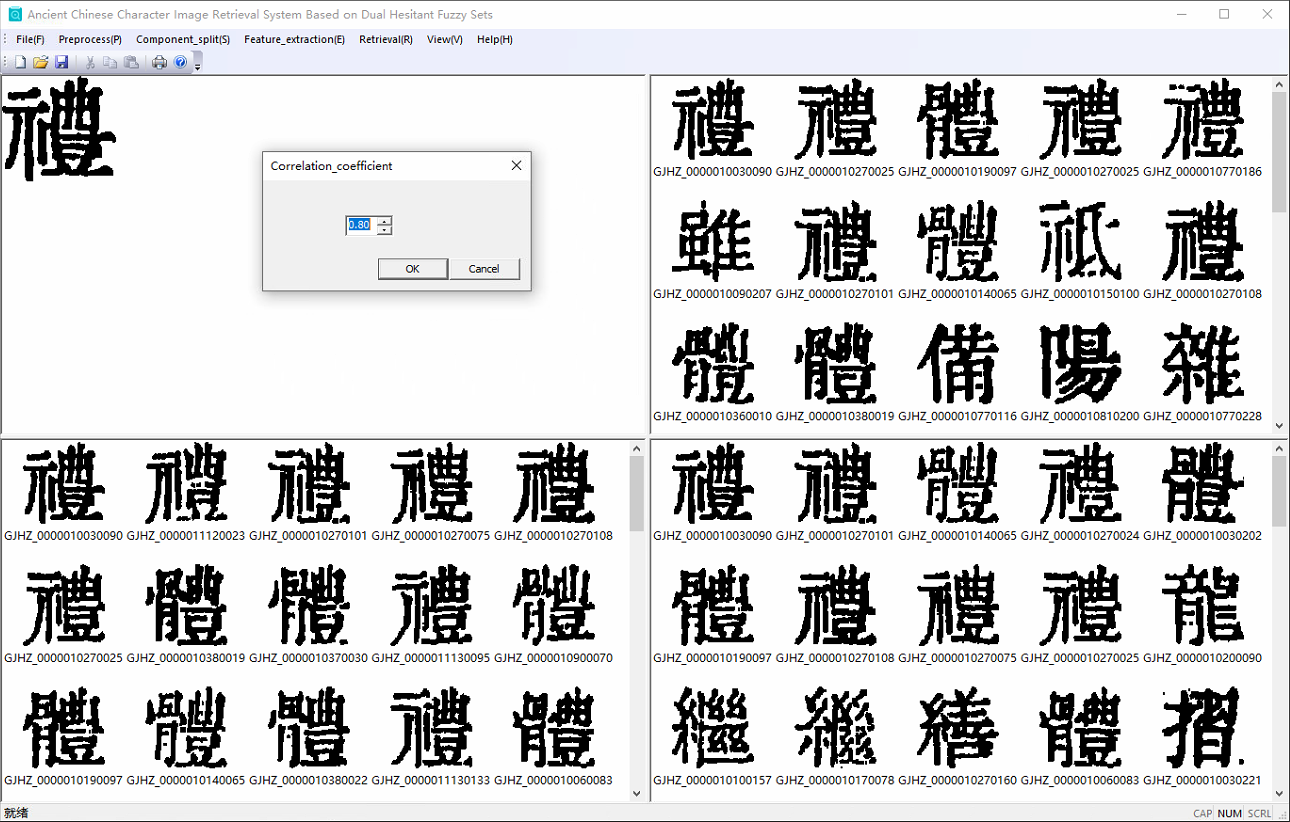 Ancient Chinese Character Image Retrieval System Based on Dual Hesitant Fuzzy Sets
File(F) Preprocess(P) Component_split(S) Feature_extraction(E) Retrieval(R) View(V) Help(H)
禮
Correlation_coefficient
0.80
OK Cancel
禮 禮 體 禮 禮
GJHZ_0000010030090 GJHZ_0000010270025 GJHZ_0000010190097 GJHZ_0000010270025 GJHZ_0000010770186
雖 禮 體 祇 禮
GJHZ_0000010090207 GJHZ_0000010270101 GJHZ_0000010140065 GJHZ_0000010150100 GJHZ_0000010270108
體 體 備 陽 雜
GJHZ_0000010360010 GJHZ_0000010380019 GJHZ_0000010770116 GJHZ_0000010810200 GJHZ_0000010770228
禮 禮 禮 禮 禮
GJHZ_0000010030090 GJHZ_0000011120023 GJHZ_0000010270101 GJHZ_0000010270075 GJHZ_0000010270108
禮 體 體 禮 體
GJHZ_0000010270025 GJHZ_0000010380019 GJHZ_0000010370030 GJHZ_0000011130095 GJHZ_0000010900070
體 體 體 禮 體
GJHZ_0000010190097 GJHZ_0000010140065 GJHZ_0000010380022 GJHZ_0000011130133 GJHZ_0000010060083
禮 禮 體 禮 體
GJHZ_0000010030090 GJHZ_0000010270101 GJHZ_0000010140065 GJHZ_0000010270024 GJHZ_0000010030202
體 禮 禮 禮 龍
GJHZ_0000010190097 GJHZ_0000010270108 GJHZ_0000010270075 GJHZ_0000010270025 GJHZ_0000010200090
繼 繼 繕 體 摺
GJHZ_0000010100157 GJHZ_0000010170078 GJHZ_0000010270160 GJHZ_0000010060083 GJHZ_0000010030221
就绪 CAP NUM SCRL